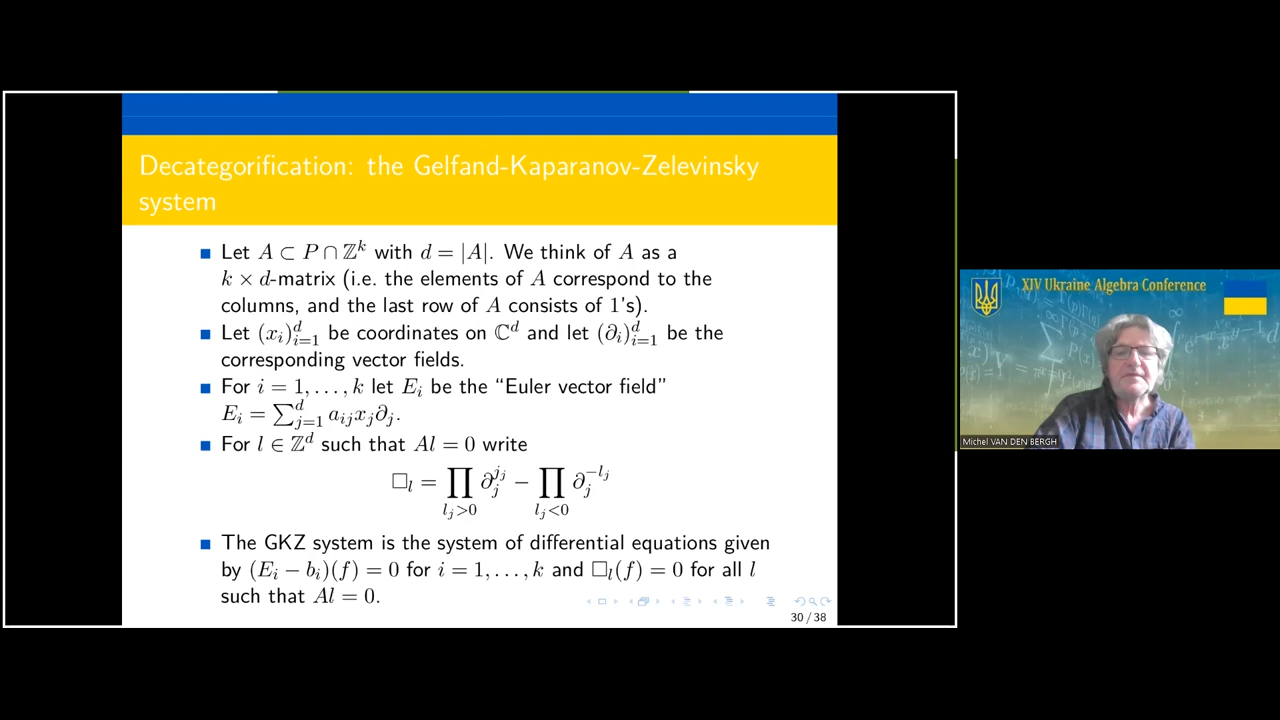 Decategorification: the Gelfand-Kaparanov-Zelevinsky
system
Let A ⊂ P ∩ ℤ^k with d = |A|. We think of A as a
k × d-matrix (i.e. the elements of A correspond to the
columns, and the last row of A consists of 1's).
Let (x_i)_{i=1}^d be coordinates on ℂ^d and let (∂_i)_{i=1}^d be the
corresponding vector fields.
For i = 1, . . . , k let E_i be the “Euler vector field”
E_i = ∑_{j=1}^d a_{ij}x_j∂_j.
For l ∈ ℤ^d such that Al = 0 write
□_l = ∏_{l_j>0} ∂_j^{j_j} − ∏_{l_j<0} ∂_j^{−l_j}
The GKZ system is the system of differential equations given
by (E_i − b_i)(f) = 0 for i = 1, . . . , k and □_l(f) = 0 for all l
such that Al = 0.
30 / 38
XIV Ukraine Algebra Conference
Michel VAN DEN BERGH